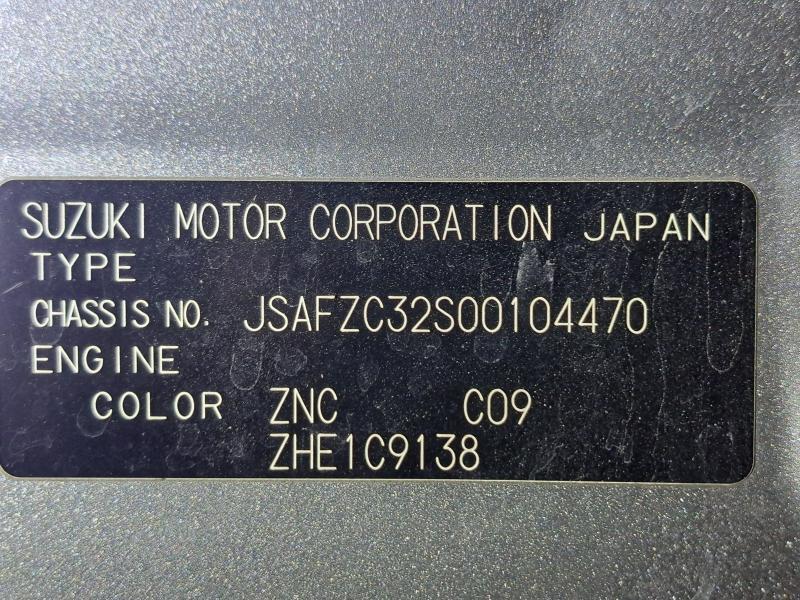 SUZUKI MOTOR CORPORATION JAPAN
TYPE
CHASSIS NO. JSAFZC32S00104470
ENGINE
COLOR ZNC C09
ZHE1C9138